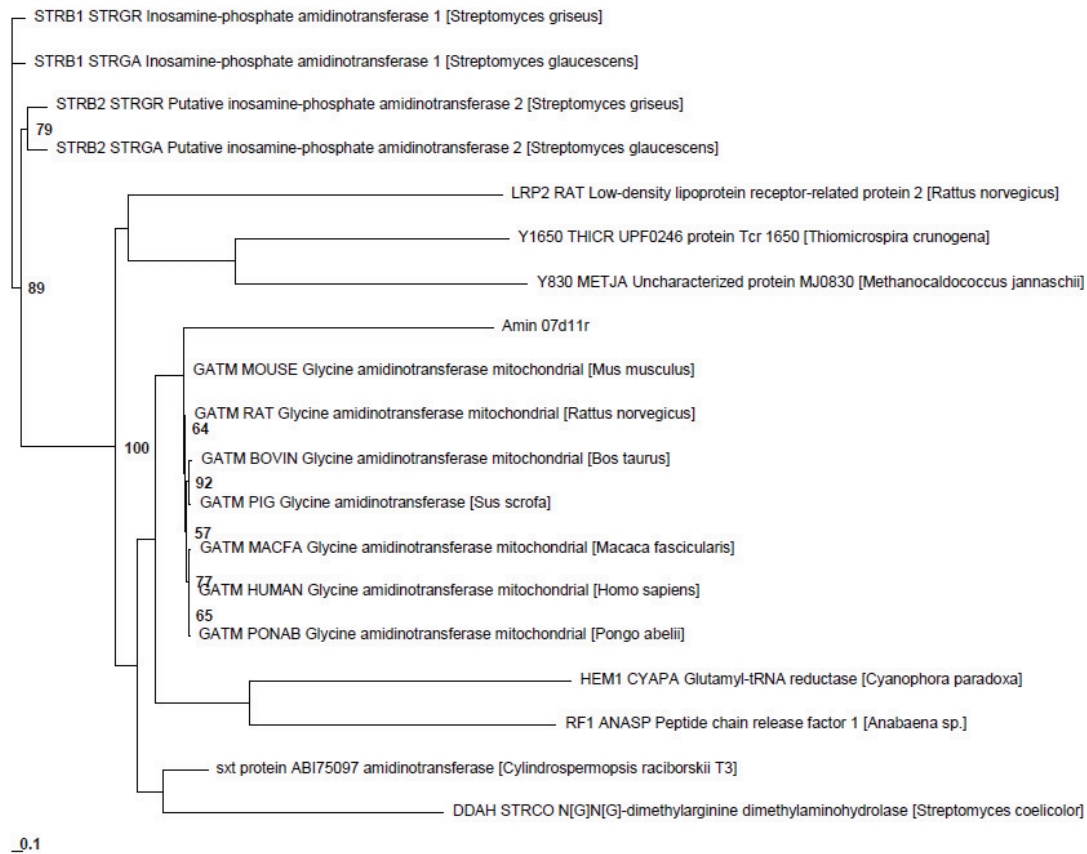 STRB1 STRGR Inosamine-phosphate amidinotransferase 1 [Streptomyces griseus]
STRB1 STRGA Inosamine-phosphate amidinotransferase 1 [Streptomyces glaucescens]
STRB2 STRGR Putative inosamine-phosphate amidinotransferase 2 [Streptomyces griseus]
79
STRB2 STRGA Putative inosamine-phosphate amidinotransferase 2 [Streptomyces glaucescens]
LRP2 RAT Low-density lipoprotein receptor-related protein 2 [Rattus norvegicus]
Y1650 THICR UPF0246 protein Tcr 1650 [Thiomicrospira crunogena]
Y830 METJA Uncharacterized protein MJ0830 [Methanocaldococcus jannaschii]
89
Amin 07d11r
GATM MOUSE Glycine amidinotransferase mitochondrial [Mus musculus]
GATM RAT Glycine amidinotransferase mitochondrial [Rattus norvegicus]
64
100
GATM BOVIN Glycine amidinotransferase mitochondrial [Bos taurus]
92
GATM PIG Glycine amidinotransferase [Sus scrofa]
57
GATM MACFA Glycine amidinotransferase mitochondrial [Macaca fascicularis]
77
GATM HUMAN Glycine amidinotransferase mitochondrial [Homo sapiens]
65
GATM PONAB Glycine amidinotransferase mitochondrial [Pongo abelii]
HEM1 CYAPA Glutamyl-tRNA reductase [Cyanophora paradoxa]
RF1 ANASP Peptide chain release factor 1 [Anabaena sp.]
sxt protein ABI75097 amidinotransferase [Cylindrospermopsis raciborskii T3]
DDAH STRCO N[G]N[G]-dimethylarginine dimethylaminohydrolase [Streptomyces coelicolor]
0.1